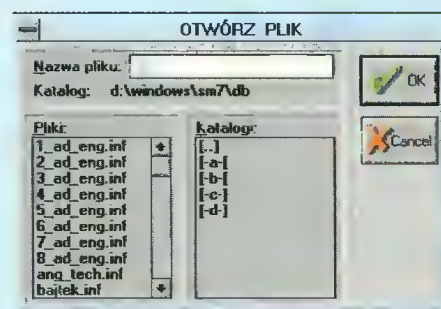 OTWÓRZ PLIK
Nazwa pliku:
Katalog: d:\windows\sm7\db
OK
Cancel
Pliki:
1_ad_eng.inf
2_ad_eng.inf
3_ad_eng.inf
4_ad_eng.inf
5_ad_eng.inf
6_ad_eng.inf
7_ad_eng.inf
8_ad_eng.inf
ang_tech.inf
bajtek.inf
Katalogi:
[..]
[-a-[
[-b-[
[-c-]
[-d-]